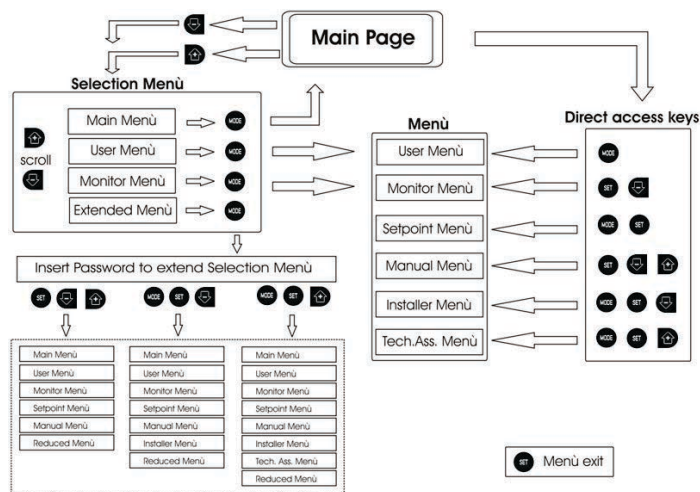 Main Page
Selection Menù
Main Menù
MODE
scroll
User Menù
MODE
Monitor Menù
MODE
Extended Menù
MODE
Insert Password to extend Selection Menù
SET
MODE SET
MODE SET
Main Menù
User Menù
Monitor Menù
Setpoint Menù
Manual Menù
Reduced Menù
Main Menù
User Menù
Monitor Menù
Setpoint Menù
Manual Menù
Installer Menù
Reduced Menù
Main Menù
User Menù
Monitor Menù
Setpoint Menù
Manual Menù
Installer Menù
Tech. Ass. Menù
Reduced Menù
Menù
User Menù
Monitor Menù
Setpoint Menù
Manual Menù
Installer Menù
Tech.Ass. Menù
Direct access keys
MODE
SET
MODE SET
SET
MODE SET
MODE SET
SET Menù exit